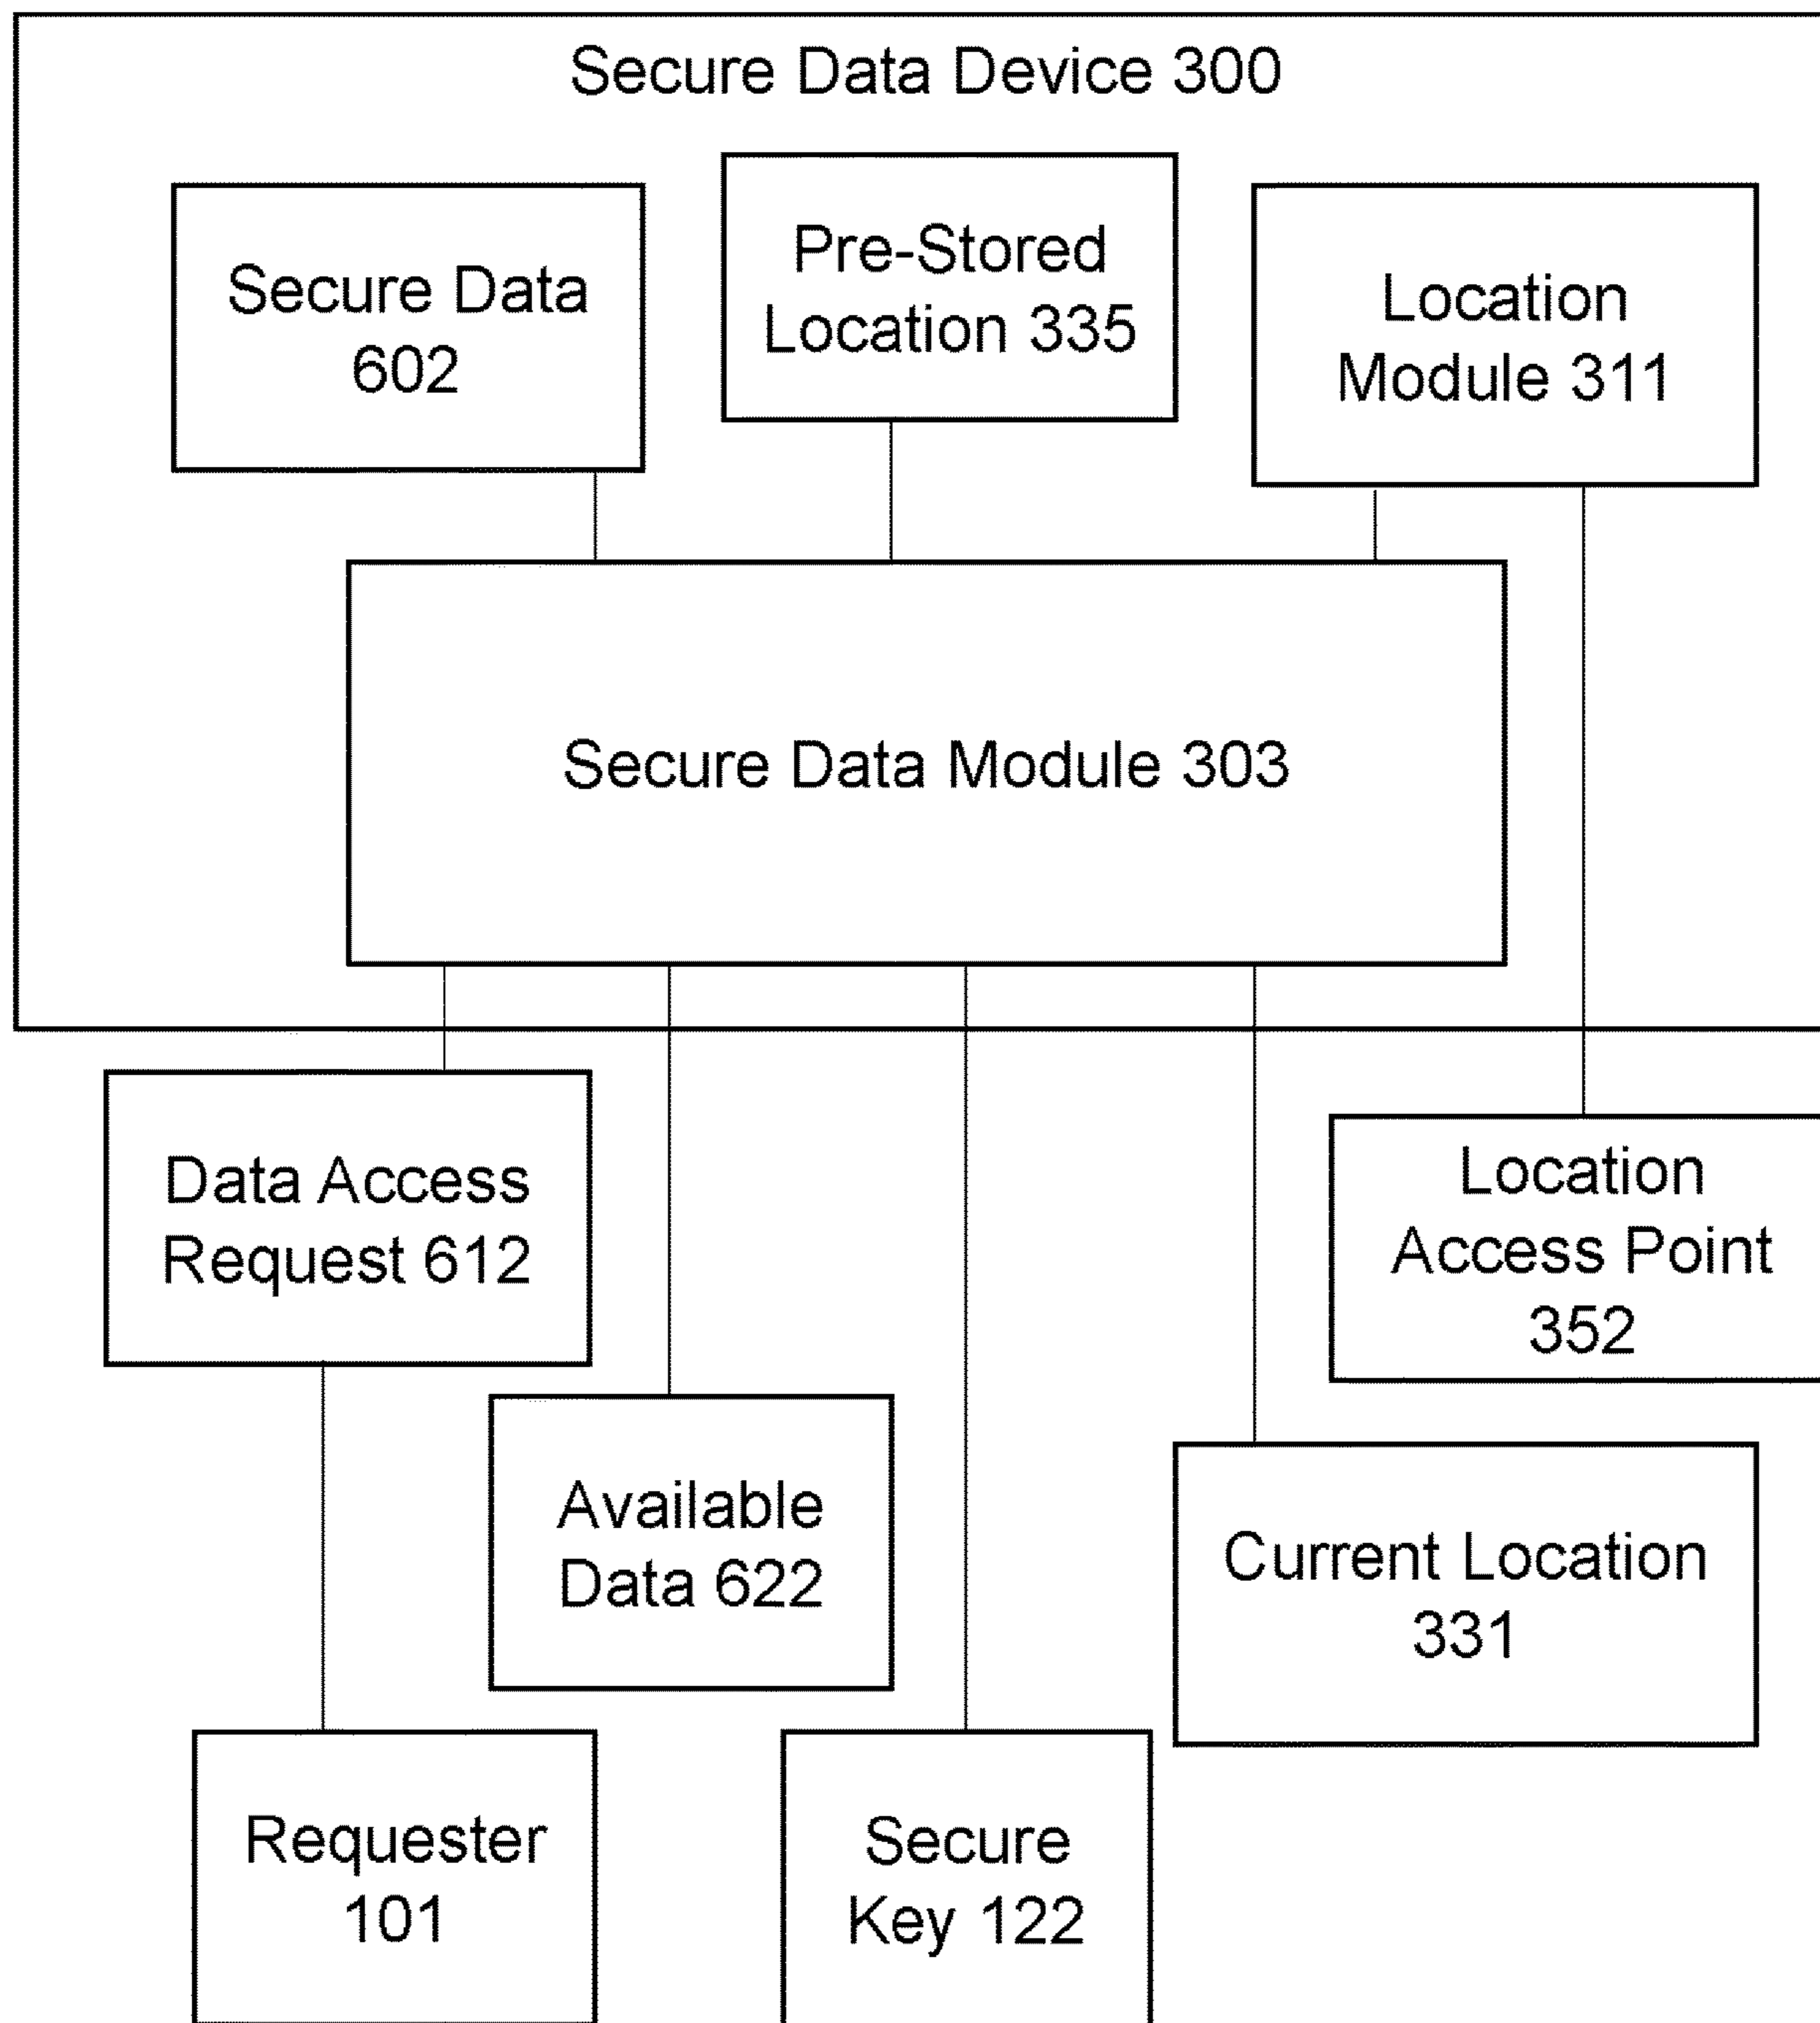 Secure Data Device 300
Secure Data
602
Pre-Stored
Location 335
Location
Module 311
Secure Data Module 303
Data Access
Request 612
Location
Access Point
352
Available
Data 622
Current Location
331
Requester
101
Secure
Key 122